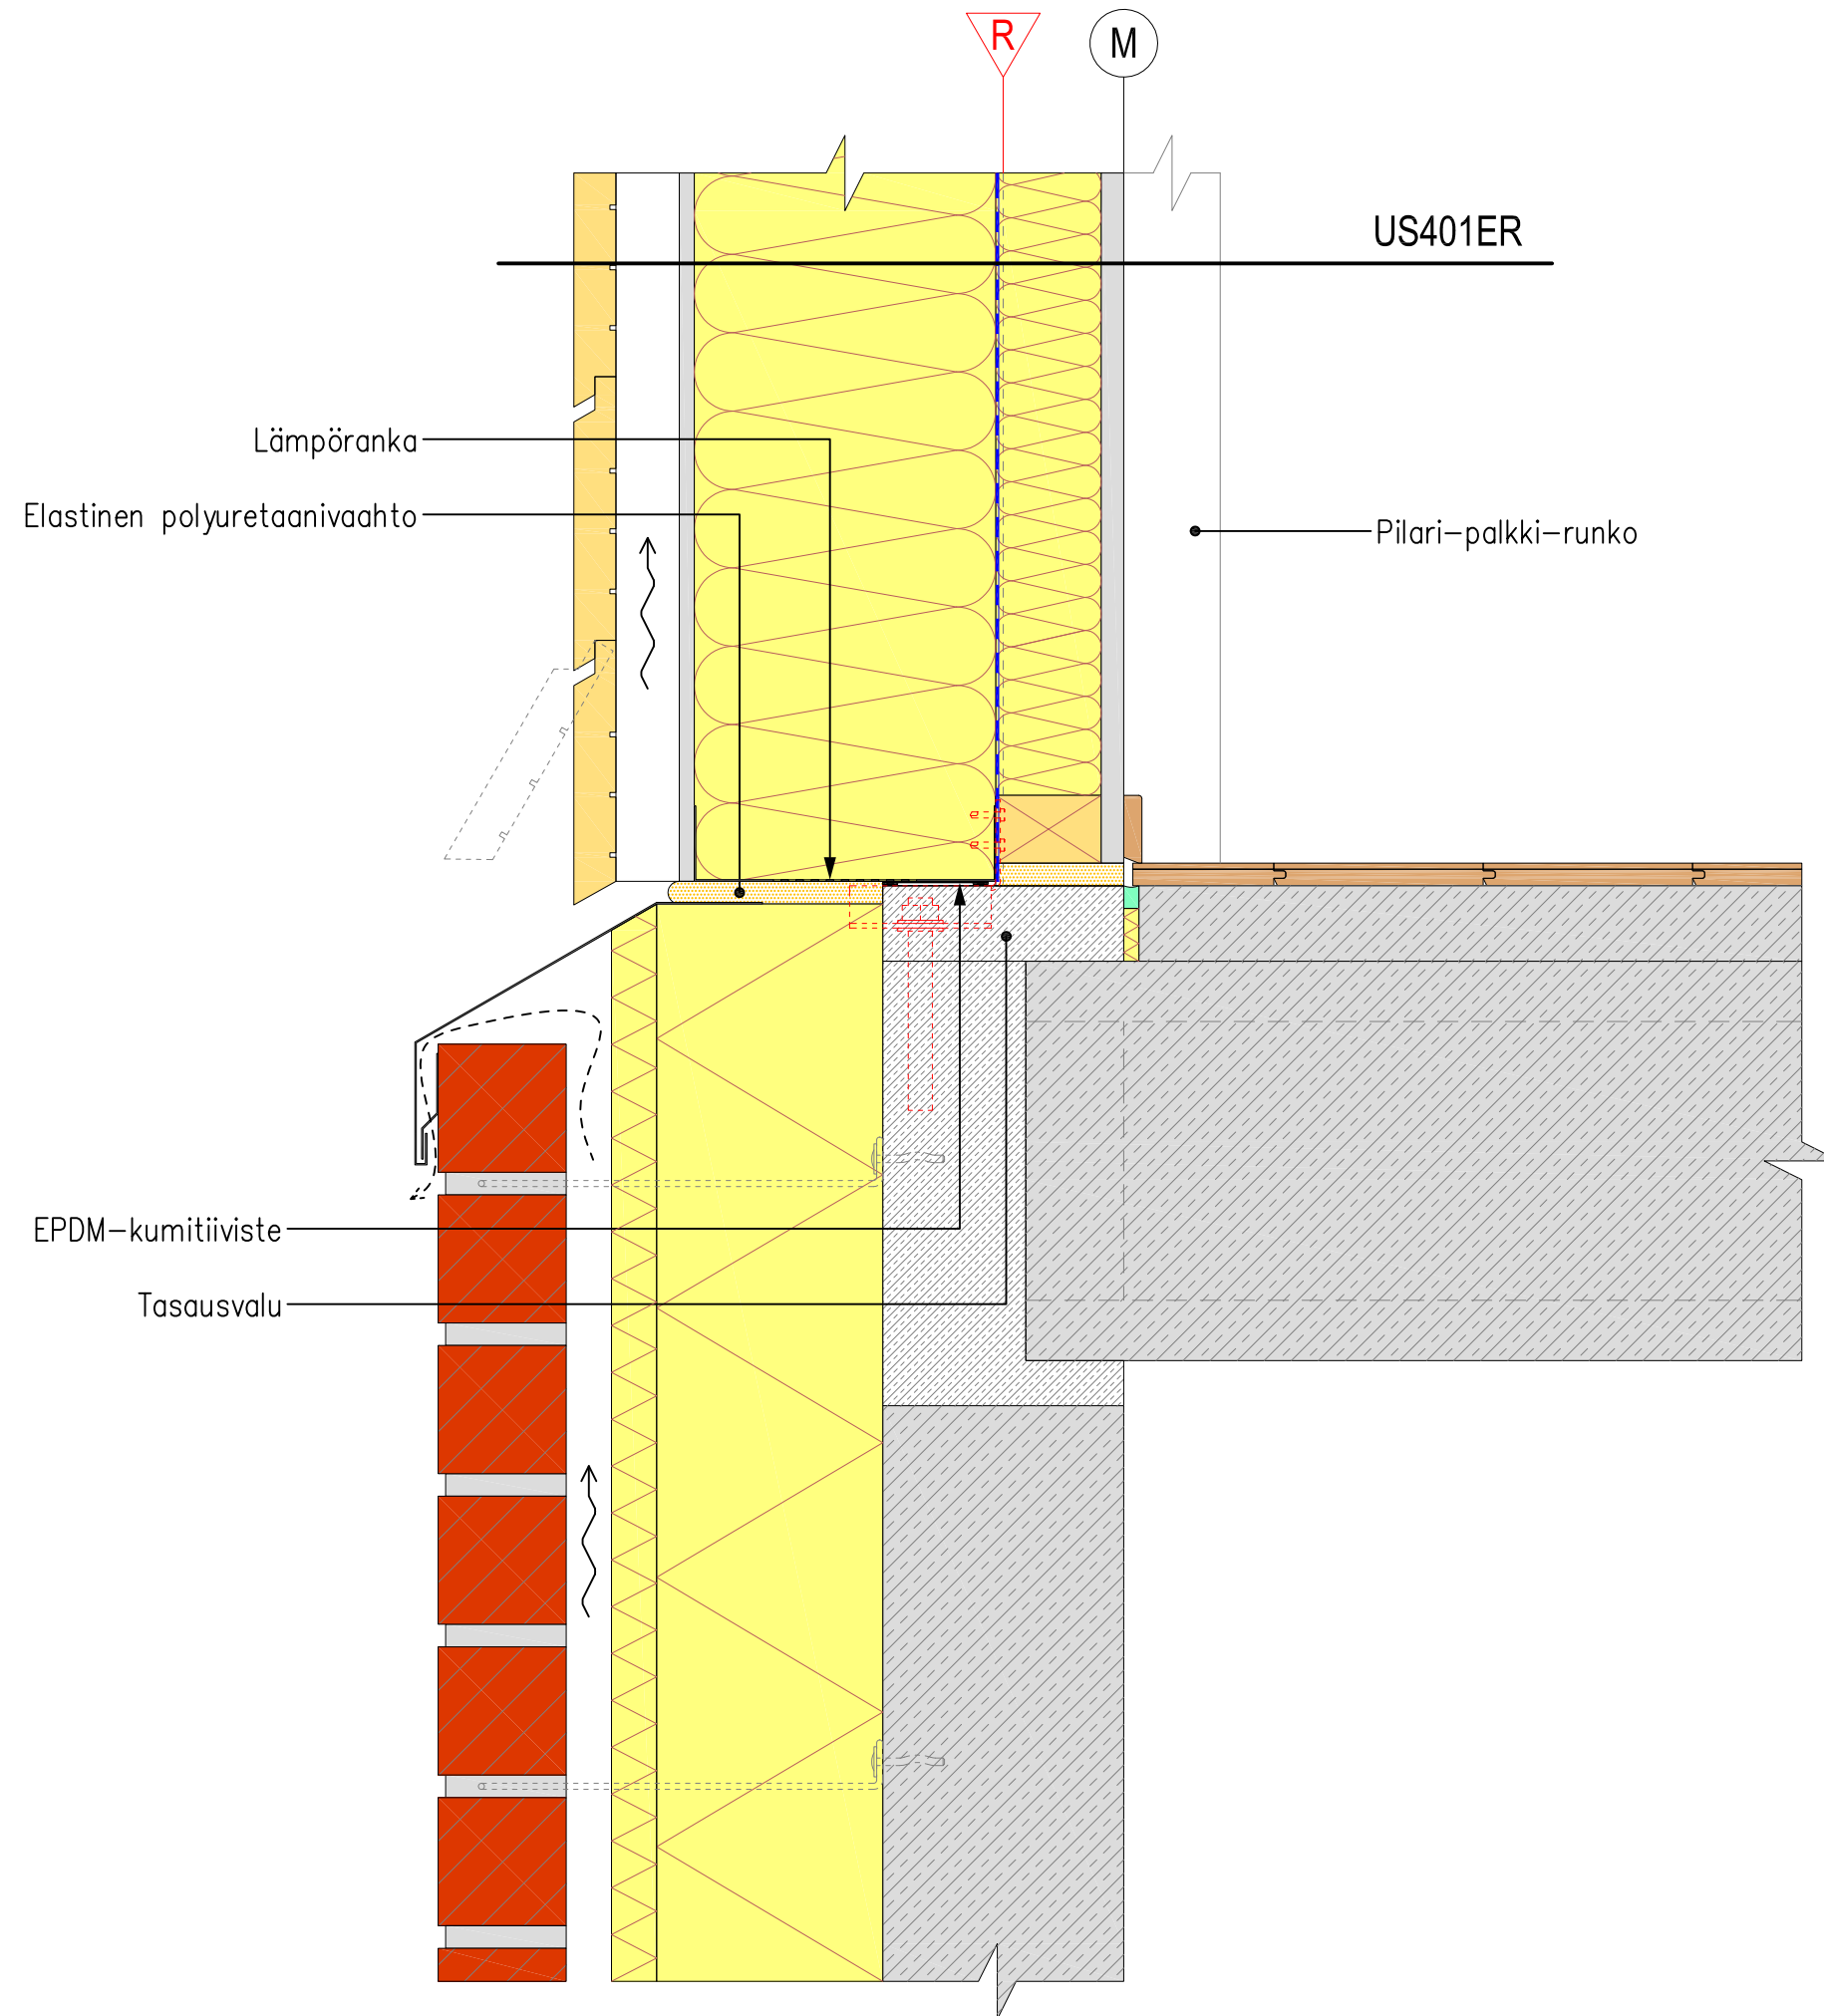 R
M
US401ER
Lämpöranka
Elastinen polyuretaanivaahto
Pilari-palkki-runko
EPDM-kumitiiviste
Tasausvalu